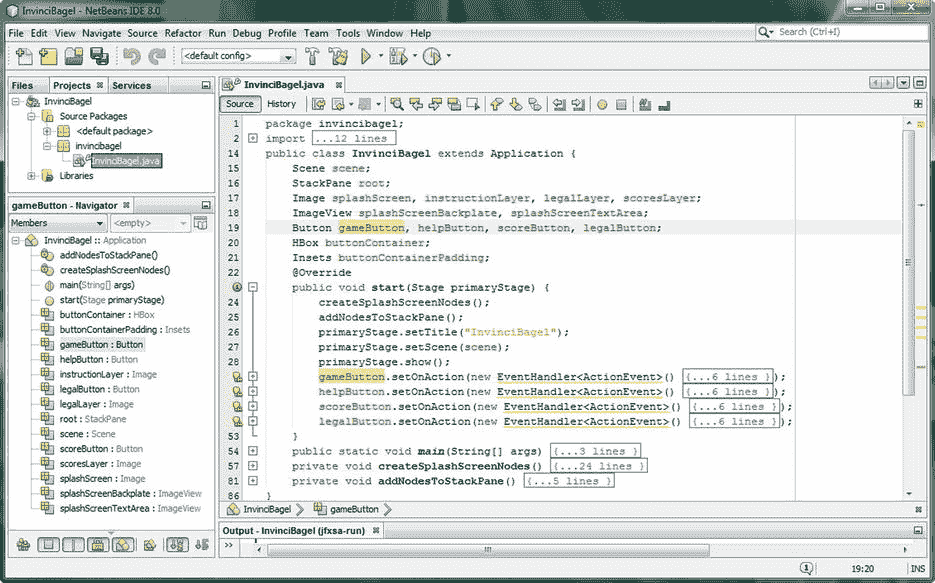 InvinciBagel - NetBeans IDE 8.0
File Edit View Navigate Source Refactor Run Debug Profile Team Tools Window Help
Search (Ctrl+I)
<default config>
Files Projects Services
InvinciBagel
Source Packages
<default package>
invincibagel
InvinciBagel.java
Libraries
gameButton - Navigator
Members <empty>
InvinciBagel :: Application
addNodesToStackPane()
createSplashScreenNodes()
main(String[] args)
start(Stage primaryStage)
buttonContainer : HBox
buttonContainerPadding : Insets
gameButton : Button
helpButton : Button
instructionLayer : Image
legalButton : Button
legalLayer : Image
root : StackPane
scene : Scene
scoreButton : Button
scoresLayer : Image
splashScreen : Image
splashScreenBackplate : ImageView
splashScreenTextArea : ImageView
InvinciBagel.java
Source History
1 package invincibagel;
2 import ...12 lines
14 public class InvinciBagel extends Application {
15 Scene scene;
16 StackPane root;
17 Image splashScreen, instructionLayer, legalLayer, scoresLayer;
18 ImageView splashScreenBackplate, splashScreenTextArea;
19 Button gameButton, helpButton, scoreButton, legalButton;
20 HBox buttonContainer;
21 Insets buttonContainerPadding;
22 @Override
public void start(Stage primaryStage) {
24 createSplashScreenNodes();
25 addNodesToStackPane();
26 primaryStage.setTitle("InvinciBagel");
27 primaryStage.setScene(scene);
28 primaryStage.show();
gameButton.setOnAction(new EventHandler<ActionEvent>() {...6 lines });
helpButton.setOnAction(new EventHandler<ActionEvent>() {...6 lines });
scoreButton.setOnAction(new EventHandler<ActionEvent>() {...6 lines });
legalButton.setOnAction(new EventHandler<ActionEvent>() {...6 lines });
53 }
54 public static void main(String[] args) {...3 lines }
57 private void createSplashScreenNodes() {...24 lines }
81 private void addNodesToStackPane() {...5 lines }
86 }
InvinciBagel gameButton
Output - InvinciBagel (jfxsa-run)
19:20 INS